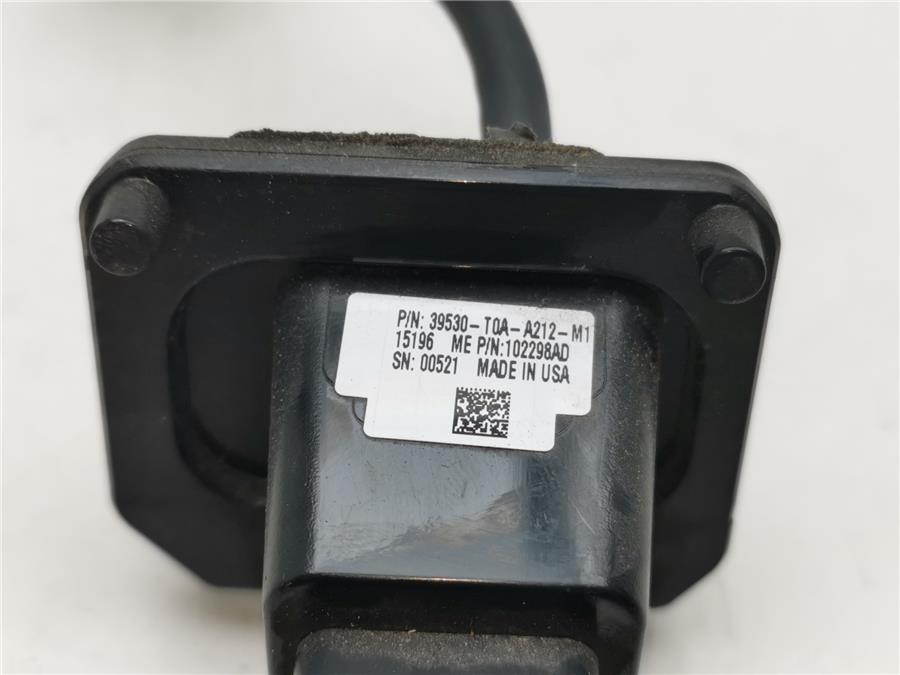 P/N: 39530-T0A-A212-M1
15196 ME P/N:102298AD
SN: 00521 MADE IN USA